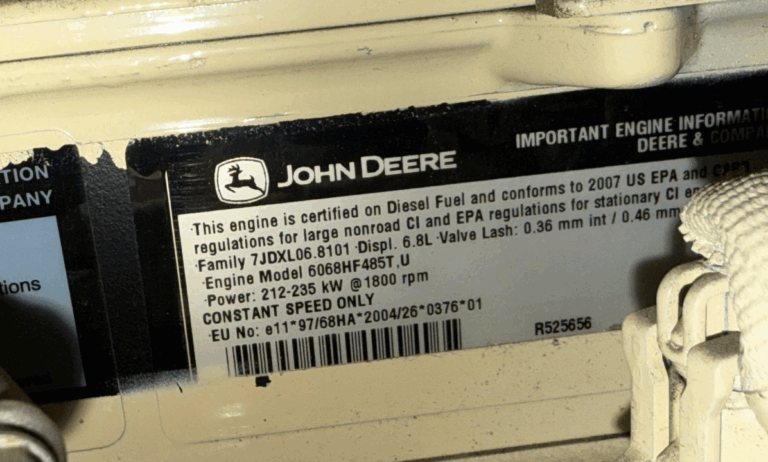 TION
PANY
tions
JOHN DEERE
IMPORTANT ENGINE INFORMATI
DEERE & COMPA
·This engine is certified on Diesel Fuel and conforms to 2007 US EPA and
regulations for large nonroad CI and EPA regulations for stationary CI
·Family 7JDXL06.8101 ·Displ. 6.8L ·Valve Lash: 0.36 mm int / 0.46 mm
·Engine Model 6068HF485T,U
·Power: 212-235 kW @1800 rpm
CONSTANT SPEED ONLY
·EU No: e11*97/68HA*2004/26*0376*01
R525656